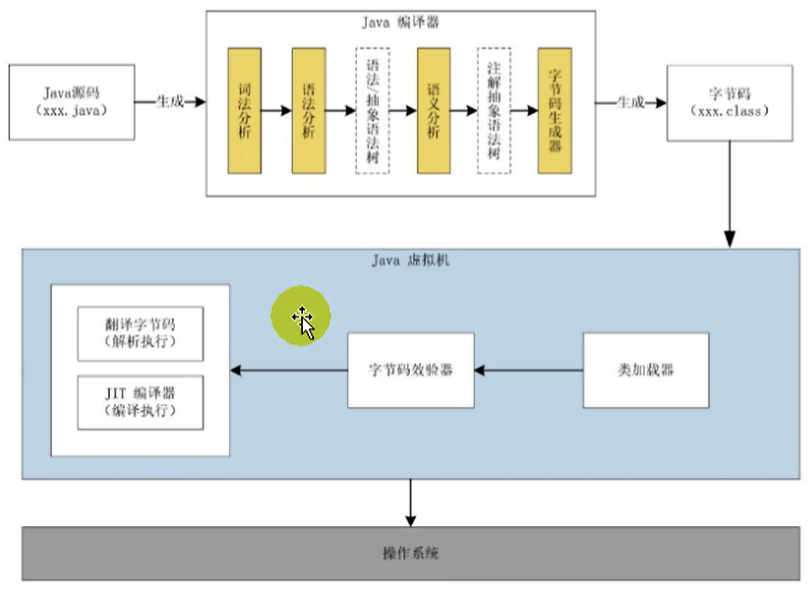 Java 编译器
Java源码
（xxx.java）
生成
词法分析
语法分析
语法/抽象语法树
语义分析
注解抽象语法树
字节码生成器
生成
字节码
（xxx.class）
Java 虚拟机
翻译字节码
（解析执行）
JIT 编译器
（编译执行）
字节码效验器
类加载器
操作系统